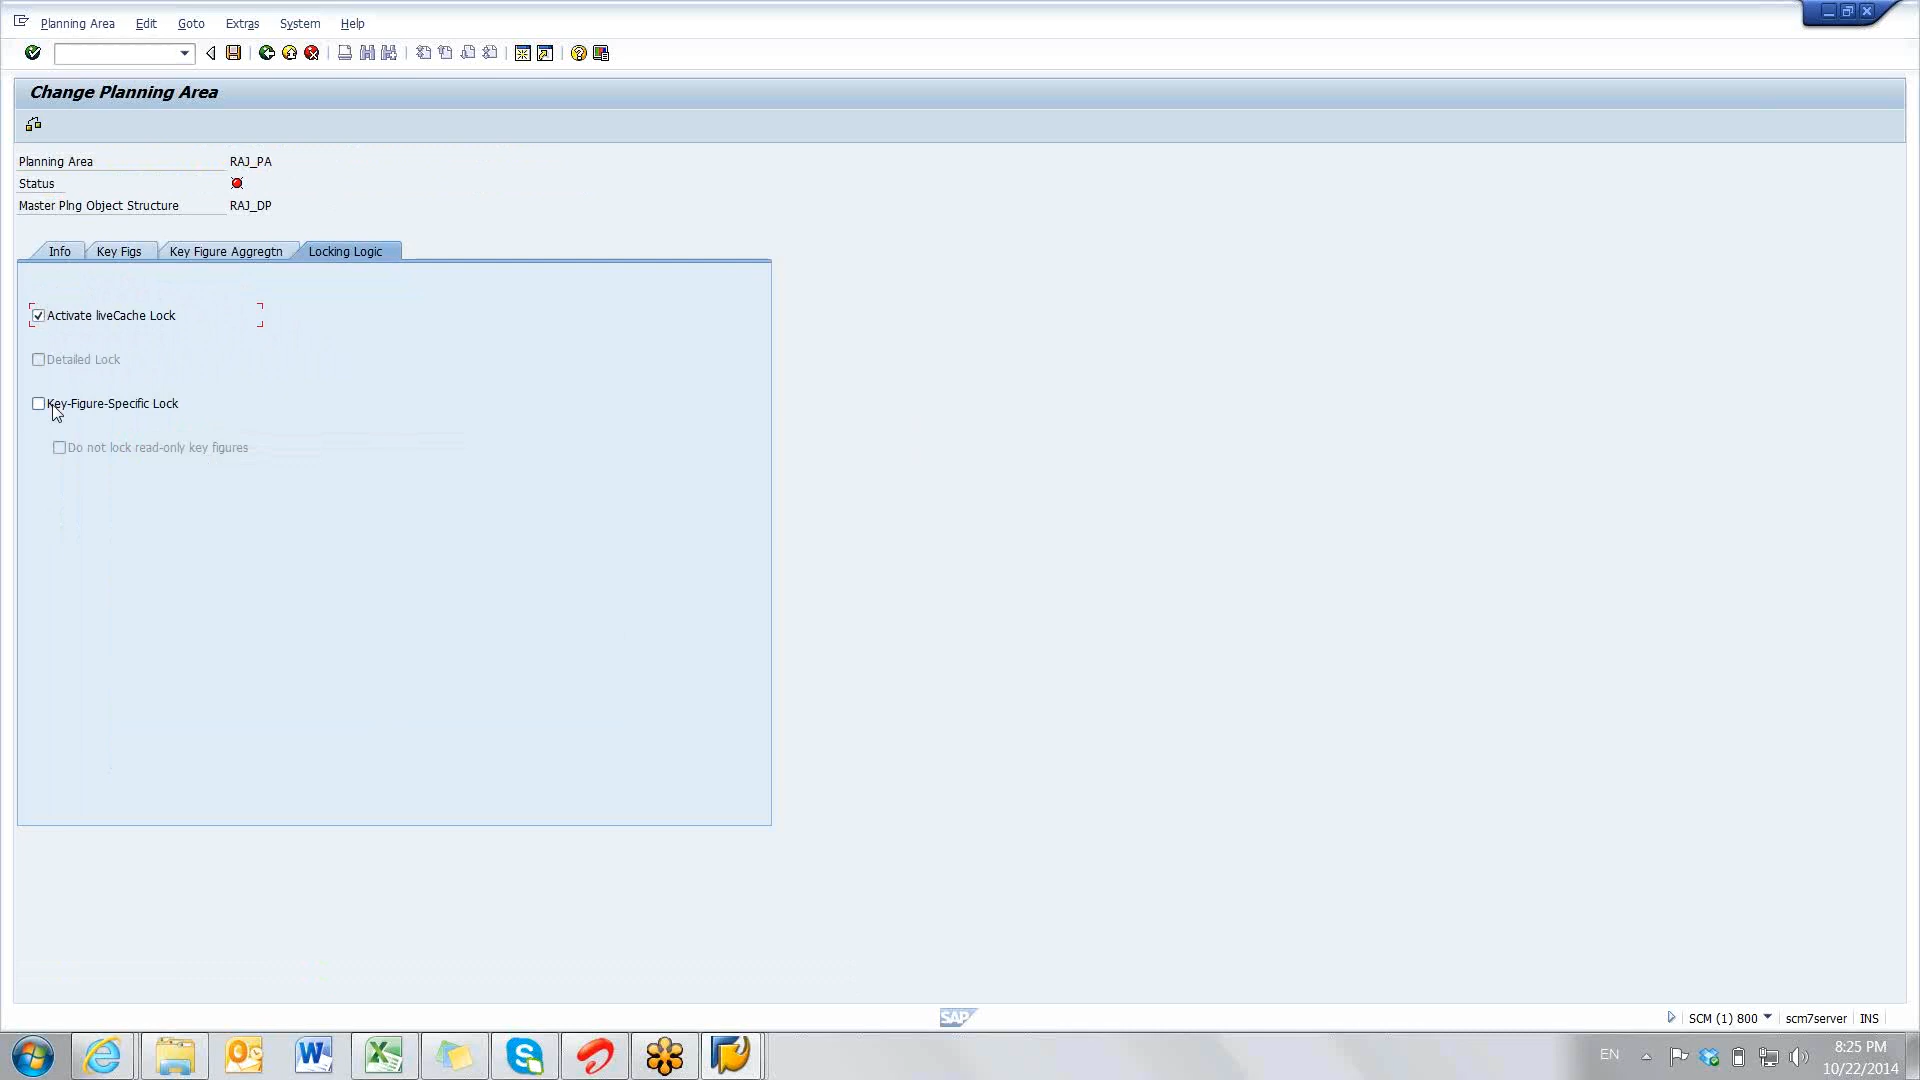 Planning Area Edit Goto Extras System Help
Change Planning Area
Planning Area RAJ_PA
Status
Master Plng Object Structure RAJ_DP
Info Key Figs Key Figure Aggregtn Locking Logic
Activate liveCache Lock
Detailed Lock
Key-Figure-Specific Lock
Do not lock read-only key figures
SAP SCM (1) 800 scm7server INS
EN 8:25 PM
10/22/2014